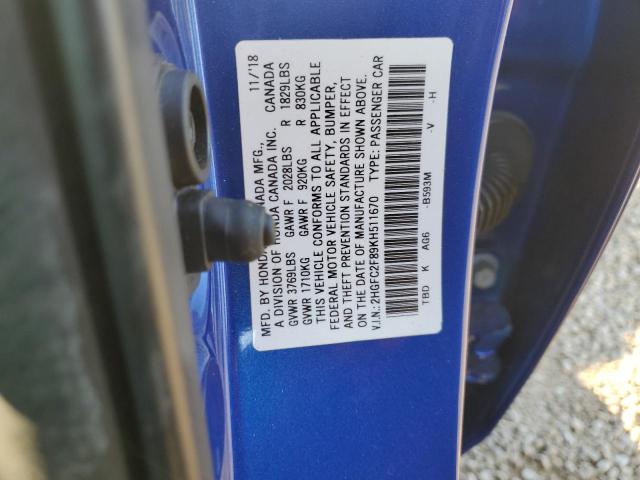 MFD. BY HONDA CANADA MFG., 11/'18
A DIVISION OF HONDA CANADA INC. CANADA
GVWR 3769LBS GAWR F 2028LBS R 1829LBS
GVWR 1710KG GAWR F 920KG R 830KG
THIS VEHICLE CONFORMS TO ALL APPLICABLE
FEDERAL MOTOR VEHICLE SAFETY, BUMPER,
AND THEFT PREVENTION STANDARDS IN EFFECT
ON THE DATE OF MANUFACTURE SHOWN ABOVE.
V.I.N.: 2HGFC2F89KH511670 TYPE: PASSENGER CAR
TBD K AG6 -B593M -V -H